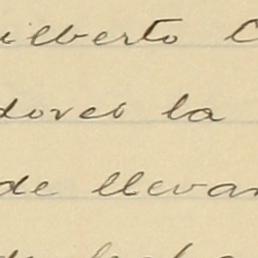 ilberto C
dores la
de llevar